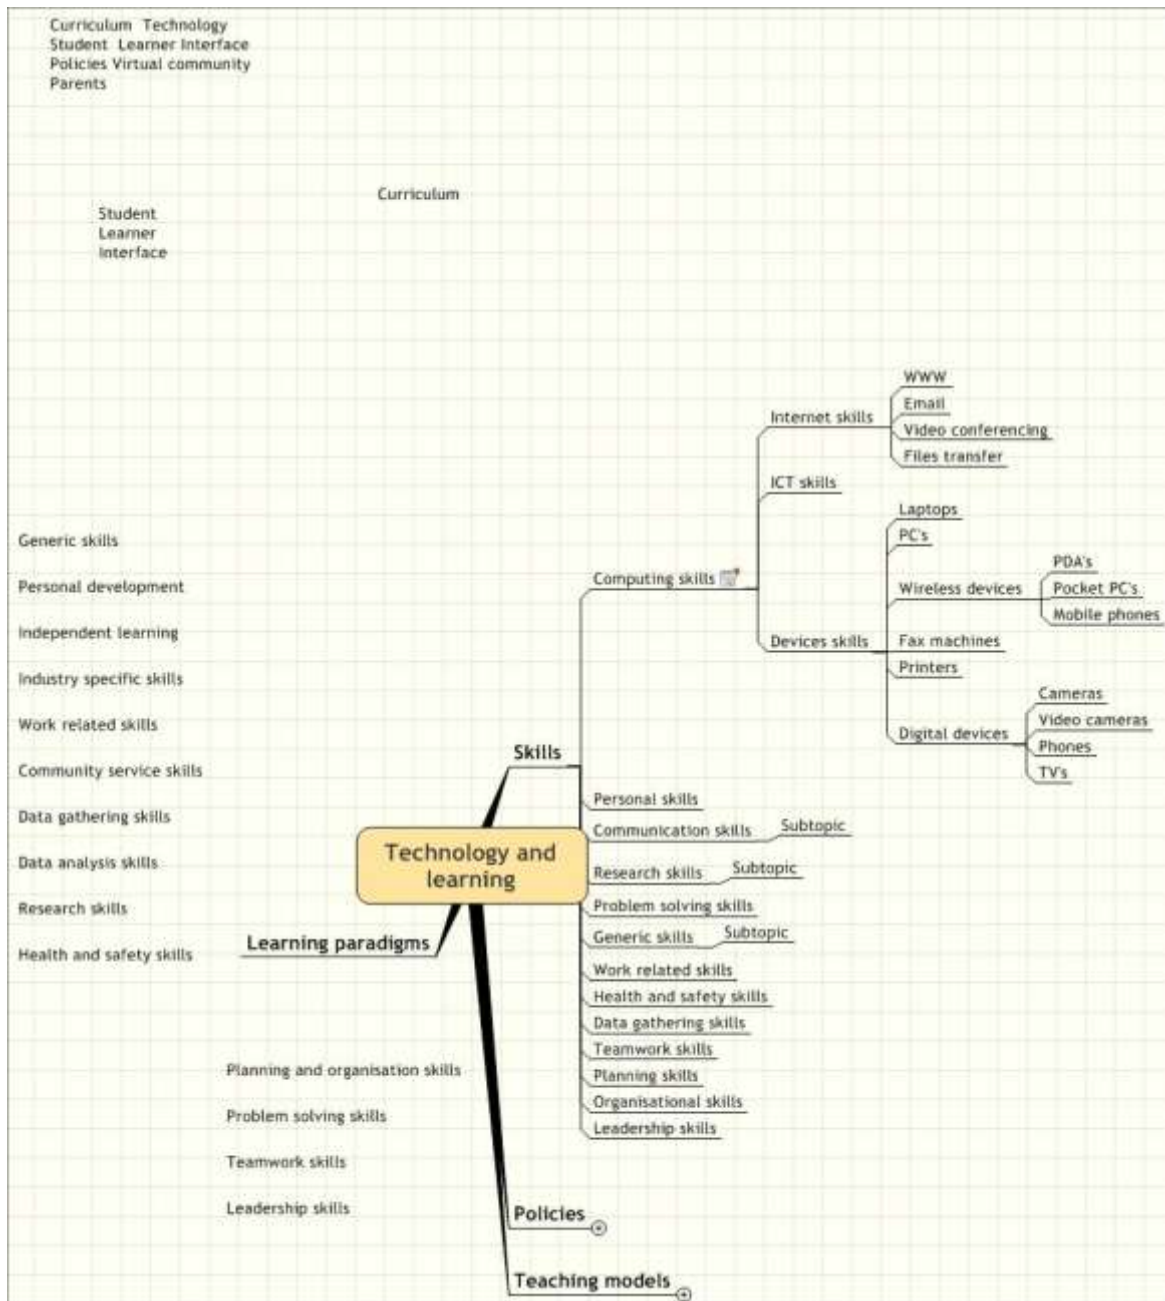 Curriculum  Technology
Student  Learner Interface
Policies Virtual community
Parents
Curriculum
Student
Learner
Interface
WWW
Email
Internet skills
Video conferencing
Files transfer
ICT skills
Laptops
PC's
Generic skills
PDA's
Computing skills
Wireless devices
Pocket PC's
Personal development
Mobile phones
Independent learning
Devices skills
Fax machines
Printers
Industry specific skills
Cameras
Work related skills
Video cameras
Digital devices
Phones
Skills
TV's
Community service skills
Personal skills
Data gathering skills
Communication skills
Subtopic
Technology and
learning
Data analysis skills
Research skills
Subtopic
Research skills
Problem solving skills
Generic skills
Subtopic
Learning paradigms
Health and safety skills
Work related skills
Health and safety skills
Data gathering skills
Teamwork skills
Planning and organisation skills
Planning skills
Organisational skills
Problem solving skills
Leadership skills
Teamwork skills
Leadership skills
Policies
Teaching models